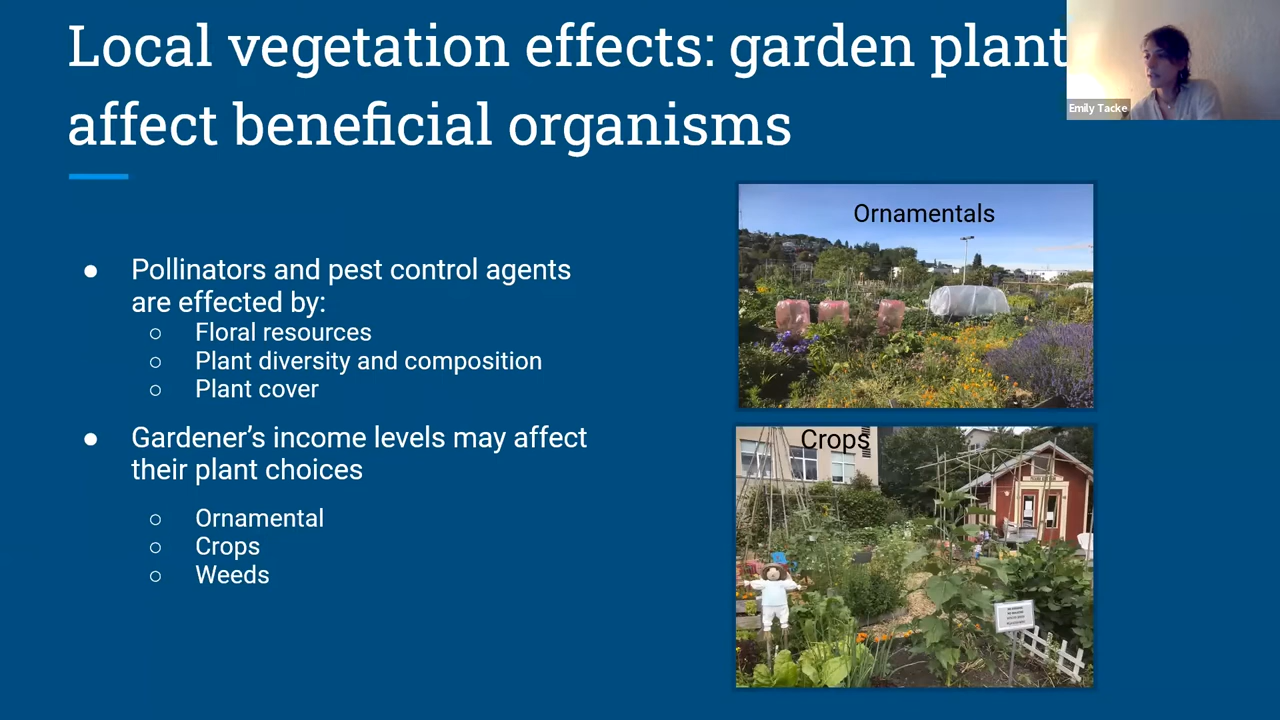 Local vegetation effects: garden plant
affect beneficial organisms
Emily Tacke
Ornamentals
● Pollinators and pest control agents
are effected by:
○ Floral resources
○ Plant diversity and composition
○ Plant cover
● Gardener’s income levels may affect
their plant choices
○ Ornamental
○ Crops
○ Weeds
Crops